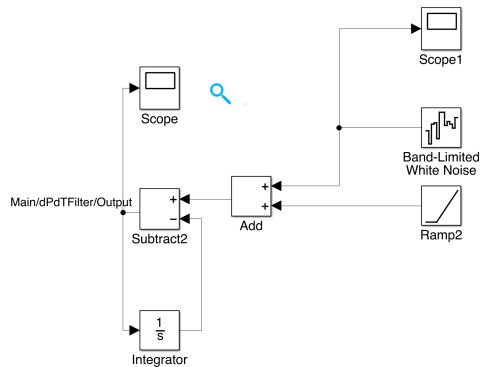 Scope1
Scope
Band-Limited
White Noise
Main/dPdTFilter/Output
+
−
Subtract2
+
+
Add
Ramp2
1
s
Integrator